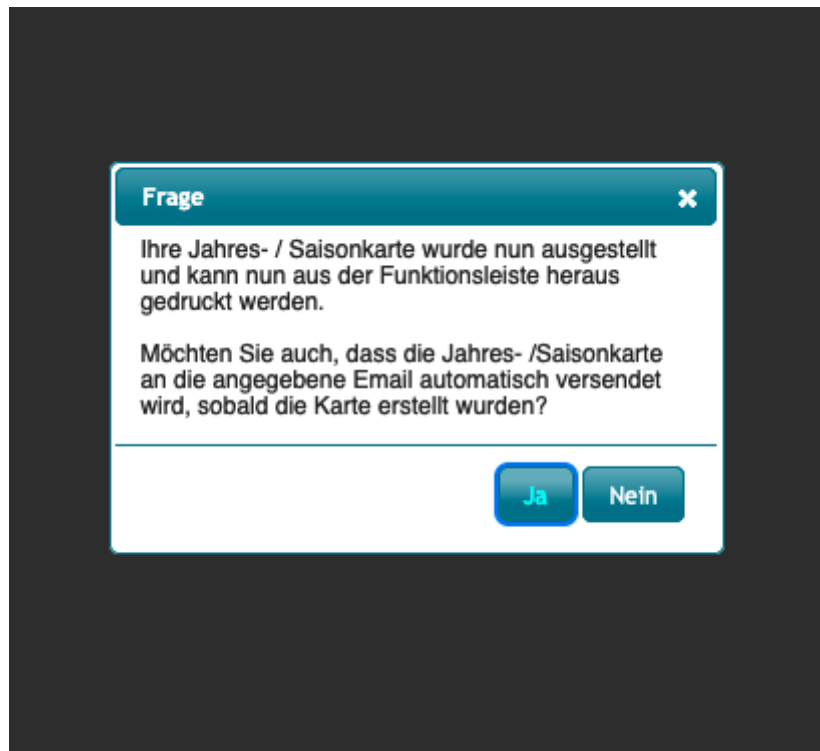 Frage
Ihre Jahres- / Saisonkarte wurde nun ausgestellt
und kann nun aus der Funktionsleiste heraus
gedruckt werden.
Möchten Sie auch, dass die Jahres- /Saisonkarte
an die angegebene Email automatisch versendet
wird, sobald die Karte erstellt wurden?
Ja Nein